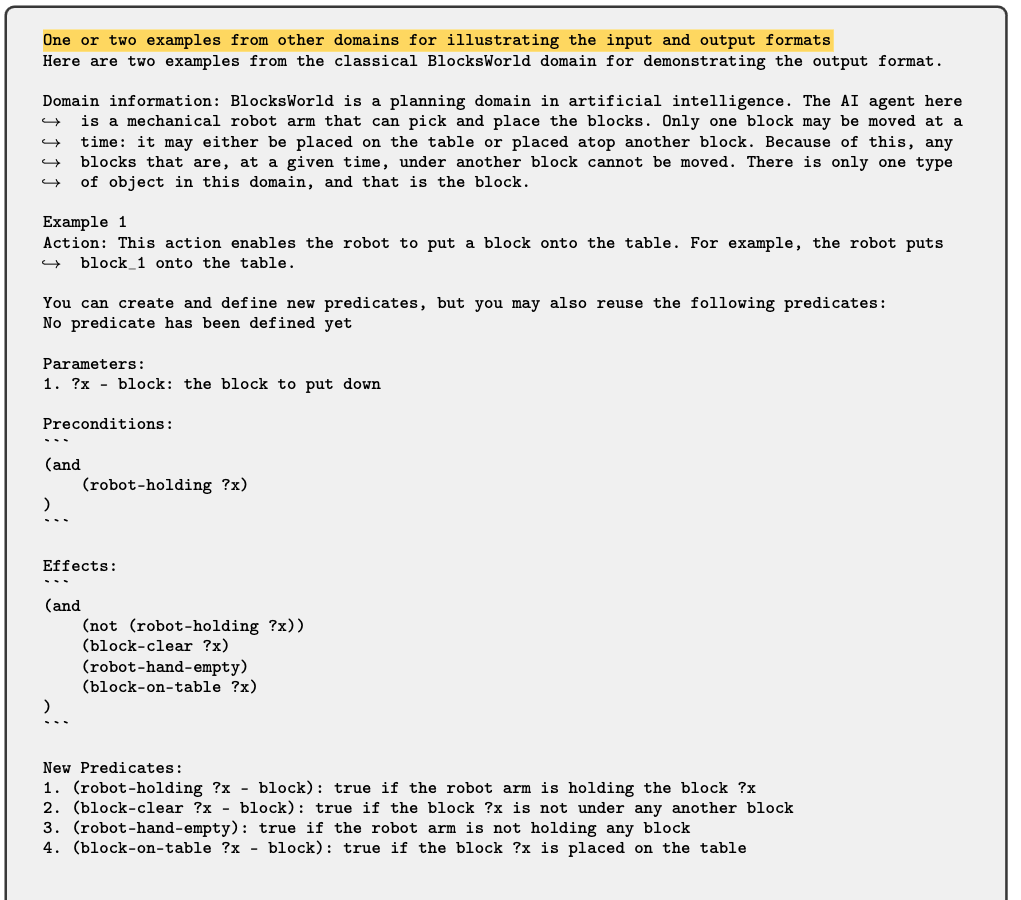 One or two examples from other domains for illustrating the input and output formats
Here are two examples from the classical BlocksWorld domain for demonstrating the output format.
Domain information: BlocksWorld is a planning domain in artificial intelligence. The AI agent here
↪ is a mechanical robot arm that can pick and place the blocks. Only one block may be moved at a
↪ time: it may either be placed on the table or placed atop another block. Because of this, any
↪ blocks that are, at a given time, under another block cannot be moved. There is only one type
↪ of object in this domain, and that is the block.
Example 1
Action: This action enables the robot to put a block onto the table. For example, the robot puts
↪ block_1 onto the table.
You can create and define new predicates, but you may also reuse the following predicates:
No predicate has been defined yet
Parameters:
1. ?x - block: the block to put down
Preconditions:
```
(and
    (robot-holding ?x)
)
```
Effects:
```
(and
    (not (robot-holding ?x))
    (block-clear ?x)
    (robot-hand-empty)
    (block-on-table ?x)
)
```
New Predicates:
1. (robot-holding ?x - block): true if the robot arm is holding the block ?x
2. (block-clear ?x - block): true if the block ?x is not under any another block
3. (robot-hand-empty): true if the robot arm is not holding any block
4. (block-on-table ?x - block): true if the block ?x is placed on the table